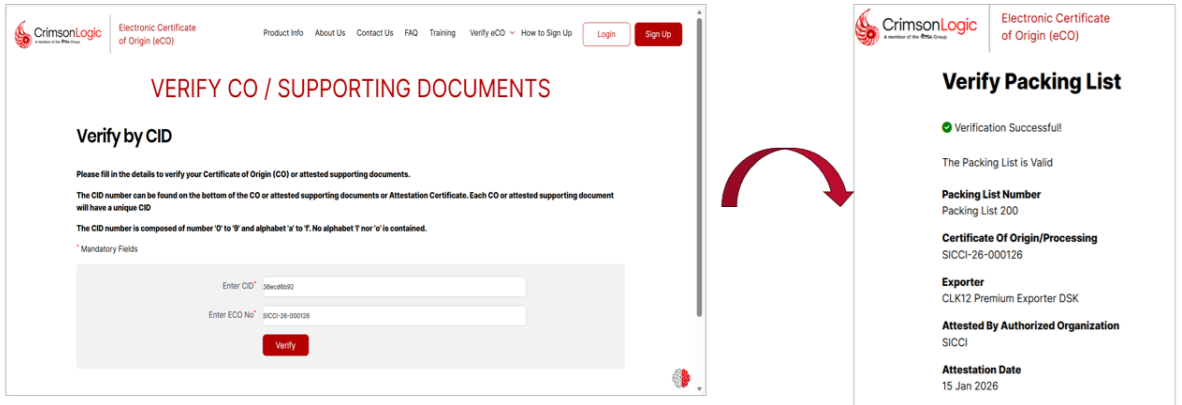 CrimsonLogic
A member of the PSA Group
Electronic Certificate
of Origin (eCO)
Product Info About Us Contact Us FAQ Training Verify eCO How to Sign Up Login Sign Up
VERIFY CO / SUPPORTING DOCUMENTS
Verify by CID
Please fill in the details to verify your Certificate of Origin (CO) or attested supporting documents.
The CID number can be found on the bottom of the CO or attested supporting documents or Attestation Certificate. Each CO or attested supporting document
will have a unique CID
The CID number is composed of number '0' to '9' and alphabet 'a' to 'f'. No alphabet 'l' nor 'o' is contained.
* Mandatory Fields
Enter CID* 36ecd6b92
Enter ECO No* SICCI-26-000126
Verify
CrimsonLogic
A member of the PSA Group
Electronic Certificate
of Origin (eCO)
Verify Packing List
Verification Successful!
The Packing List is Valid
Packing List Number
Packing List 200
Certificate Of Origin/Processing
SICCI-26-000126
Exporter
CLK12 Premium Exporter DSK
Attested By Authorized Organization
SICCI
Attestation Date
15 Jan 2026